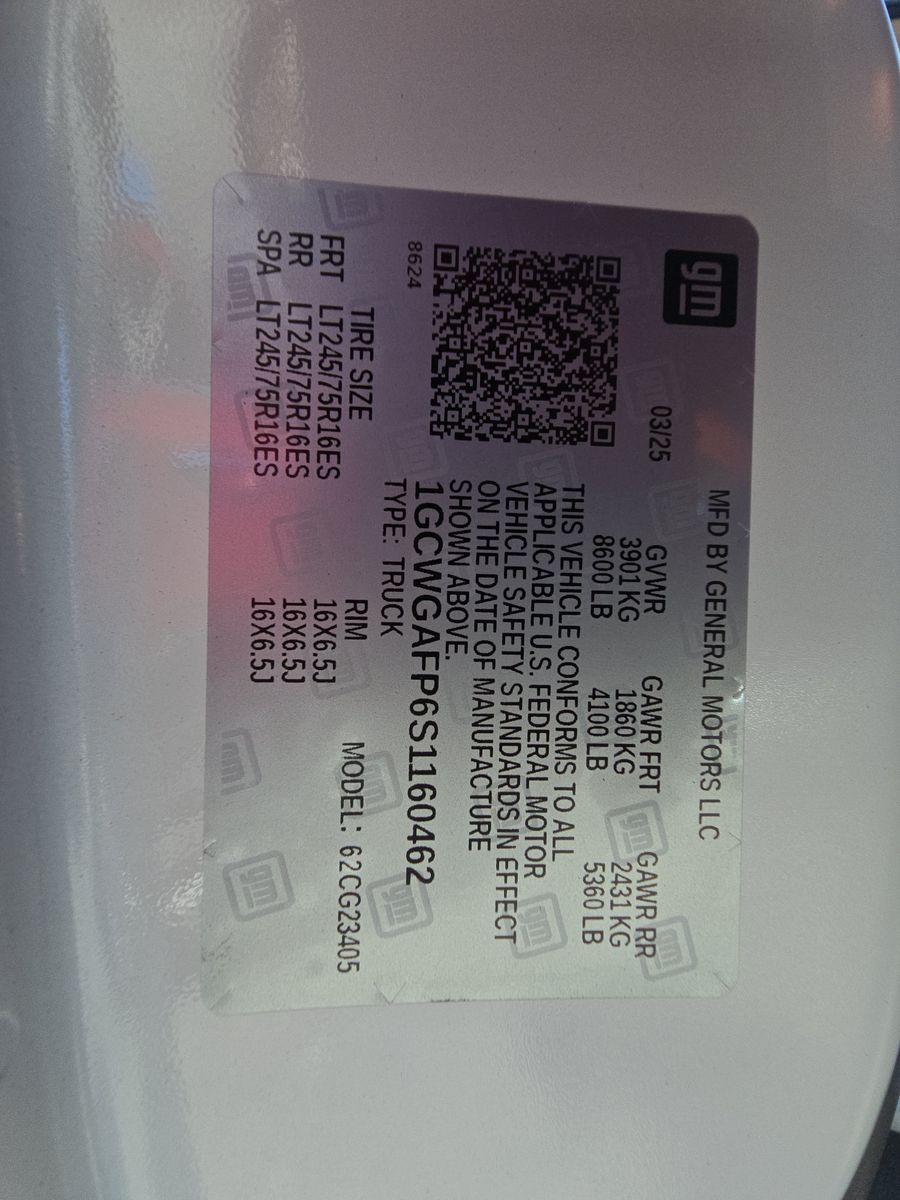 gm
MFD BY GENERAL MOTORS LLC
03/25
GVWR GAWR FRT GAWR RR
3901 KG 1860 KG 2431 KG
8600 LB 4100 LB 5360 LB
THIS VEHICLE CONFORMS TO ALL
APPLICABLE U.S. FEDERAL MOTOR
VEHICLE SAFETY STANDARDS IN EFFECT
ON THE DATE OF MANUFACTURE
SHOWN ABOVE.
8624
1GCWGAFP6S1160462
TYPE: TRUCK
TIRE SIZE RIM MODEL: 62CG23405
FRT LT245/75R16ES 16X6.5J
RR LT245/75R16ES 16X6.5J
SPA LT245/75R16ES 16X6.5J